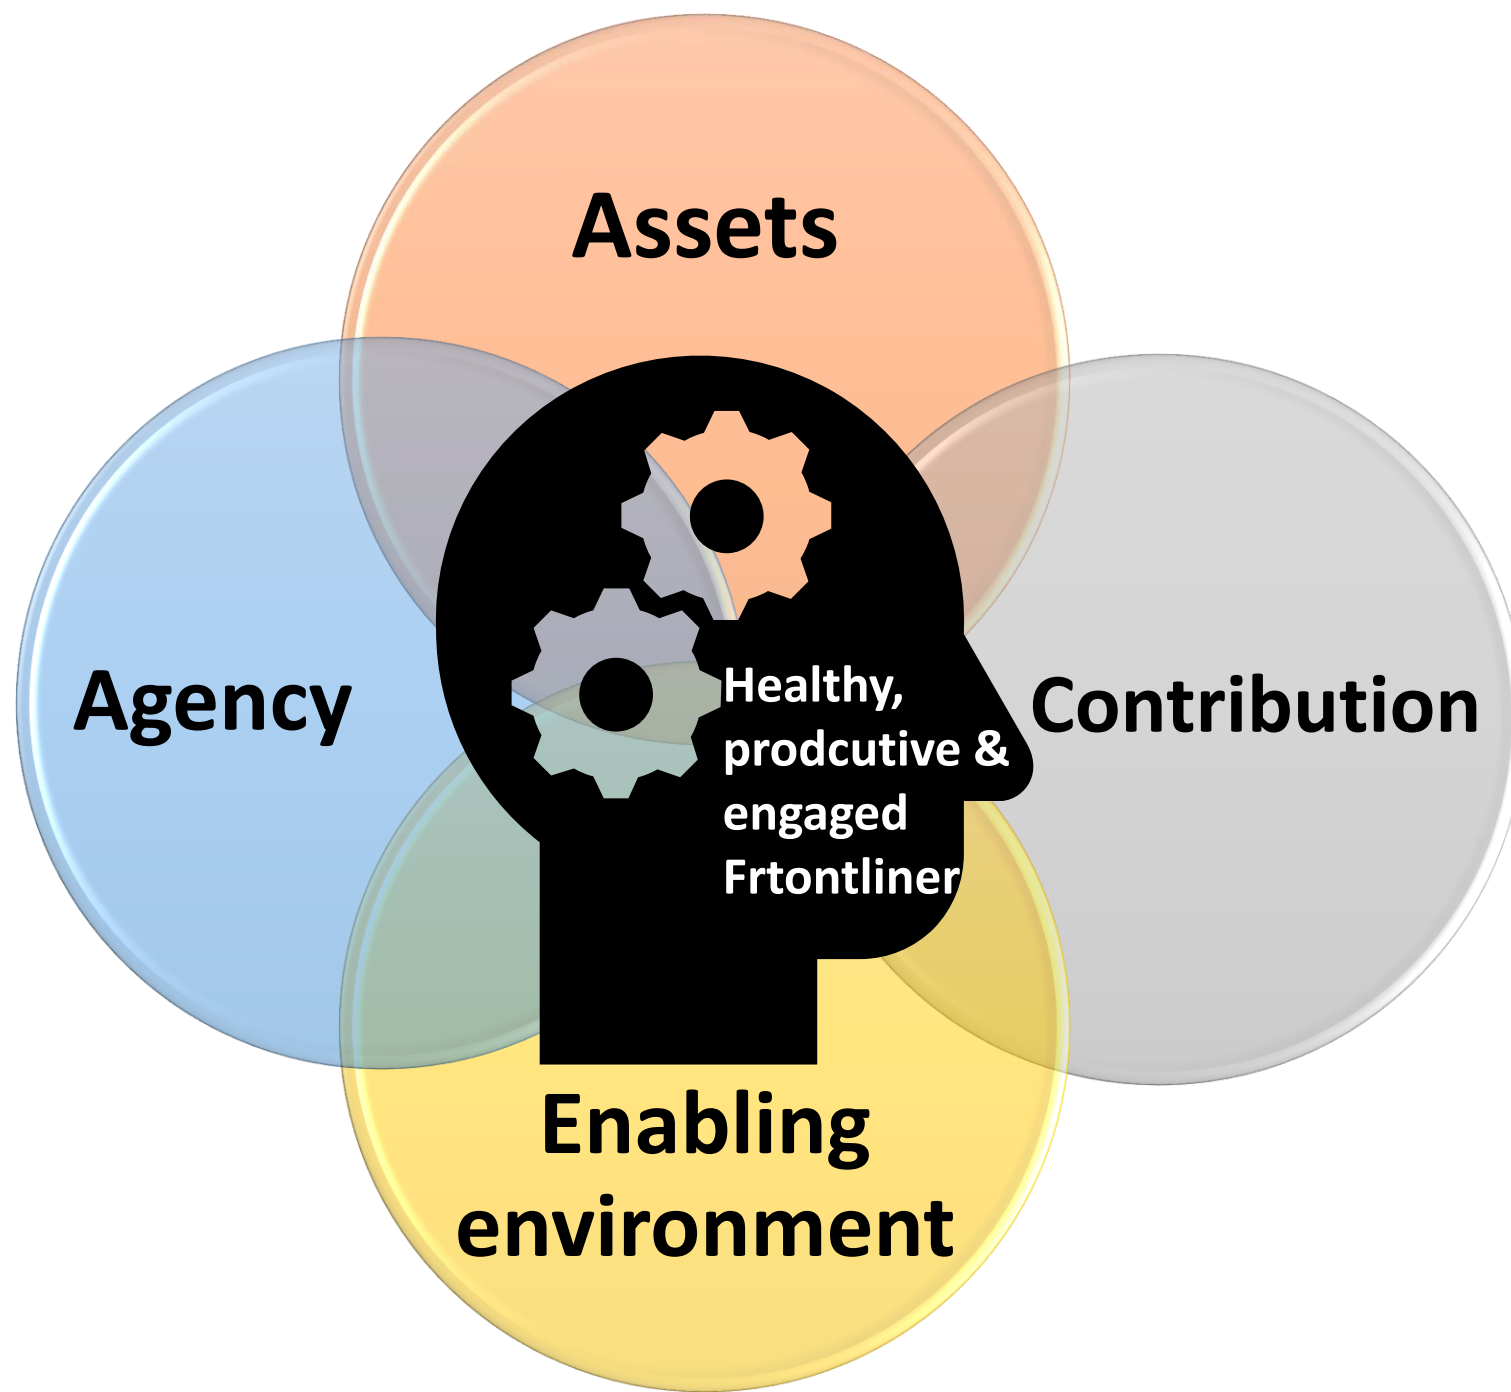 Assets
Agency
Healthy,
prodcutive &
engaged
Frtontliner
Contribution
Enabling
environment